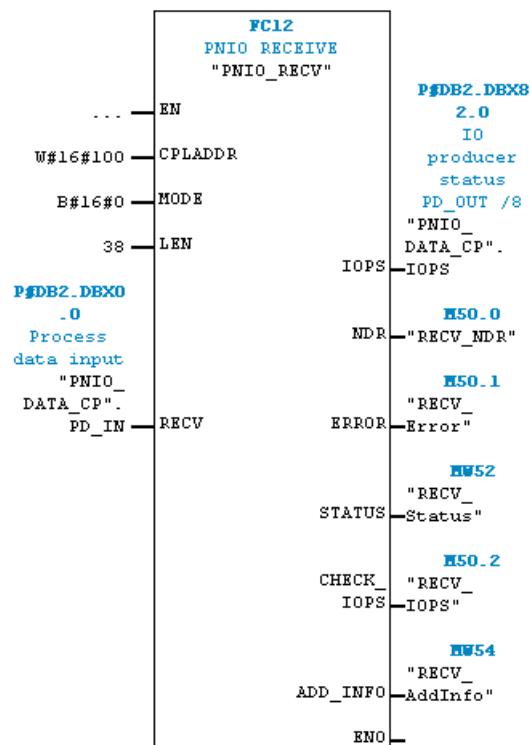 FC12
PNIO RECEIVE
"PNIO_RECV"
... EN
W#16#100 CPLADDR
B#16#0 MODE
38 LEN
P#DB2.DBX0
.0
Process
data input
"PNIO_
DATA_CP".
PD_IN RECV
P#DB2.DBX8
2.0
IO
producer
status
PD_OUT /8
"PNIO_
DATA_CP".
IOPS IOPS
M50.0
NDR "RECV_NDR"
M50.1
"RECV_
ERROR Error"
MW52
"RECV_
STATUS Status"
M50.2
CHECK_ "RECV_
IOPS IOPS"
MW54
"RECV_
ADD_INFO AddInfo"
ENO